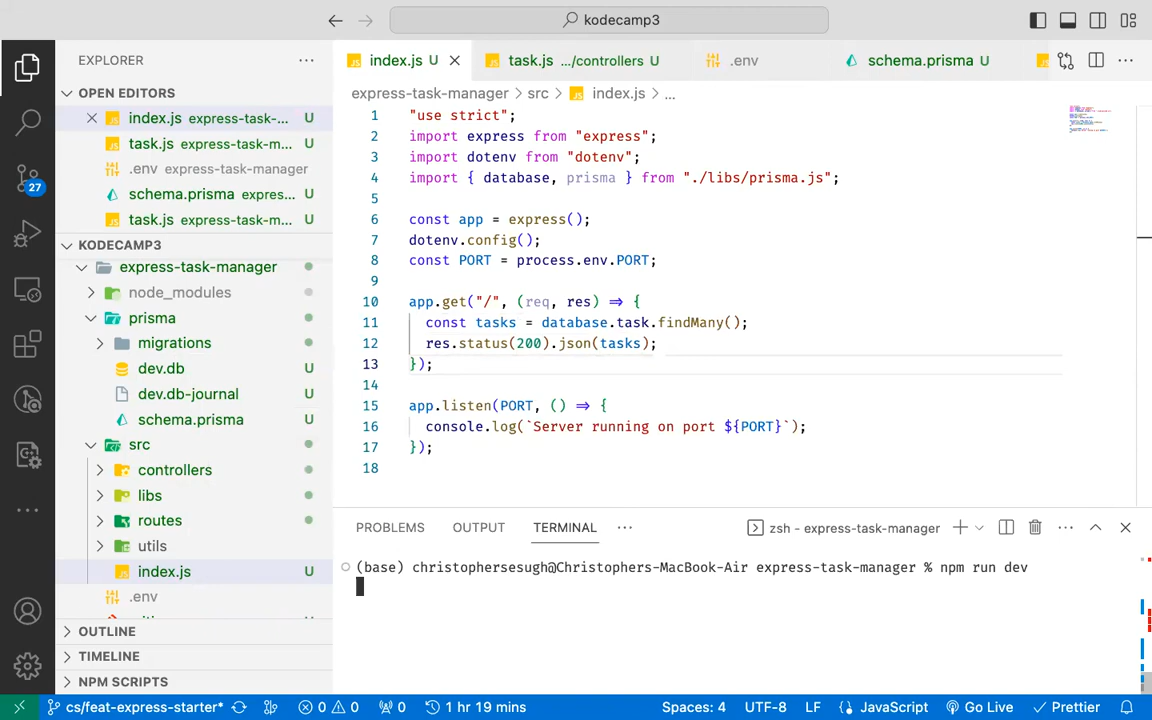 kodecamp3
EXPLORER
OPEN EDITORS
index.js express-task-... U
task.js express-task-m... U
.env express-task-manager
schema.prisma expres... U
task.js express-task-m... U
KODECAMP3
express-task-manager
node_modules
prisma
migrations
dev.db U
dev.db-journal U
schema.prisma U
src
controllers
libs
routes
utils
index.js U
.env
OUTLINE
TIMELINE
NPM SCRIPTS
27
index.js U
task.js .../controllers U
.env
schema.prisma U
express-task-manager > src > index.js > ...
1 "use strict";
2 import express from "express";
3 import dotenv from "dotenv";
4 import { database, prisma } from "./libs/prisma.js";
5
6 const app = express();
7 dotenv.config();
8 const PORT = process.env.PORT;
9
10 app.get("/", (req, res) => {
11 const tasks = database.task.findMany();
12 res.status(200).json(tasks);
13 });
14
15 app.listen(PORT, () => {
16 console.log(`Server running on port ${PORT}`);
17 });
18
PROBLEMS OUTPUT TERMINAL
zsh - express-task-manager
(base) christophersesugh@Christophers-MacBook-Air express-task-manager % npm run dev
cs/feat-express-starter* 0 0 0 1 hr 19 mins Spaces: 4 UTF-8 LF JavaScript Go Live Prettier